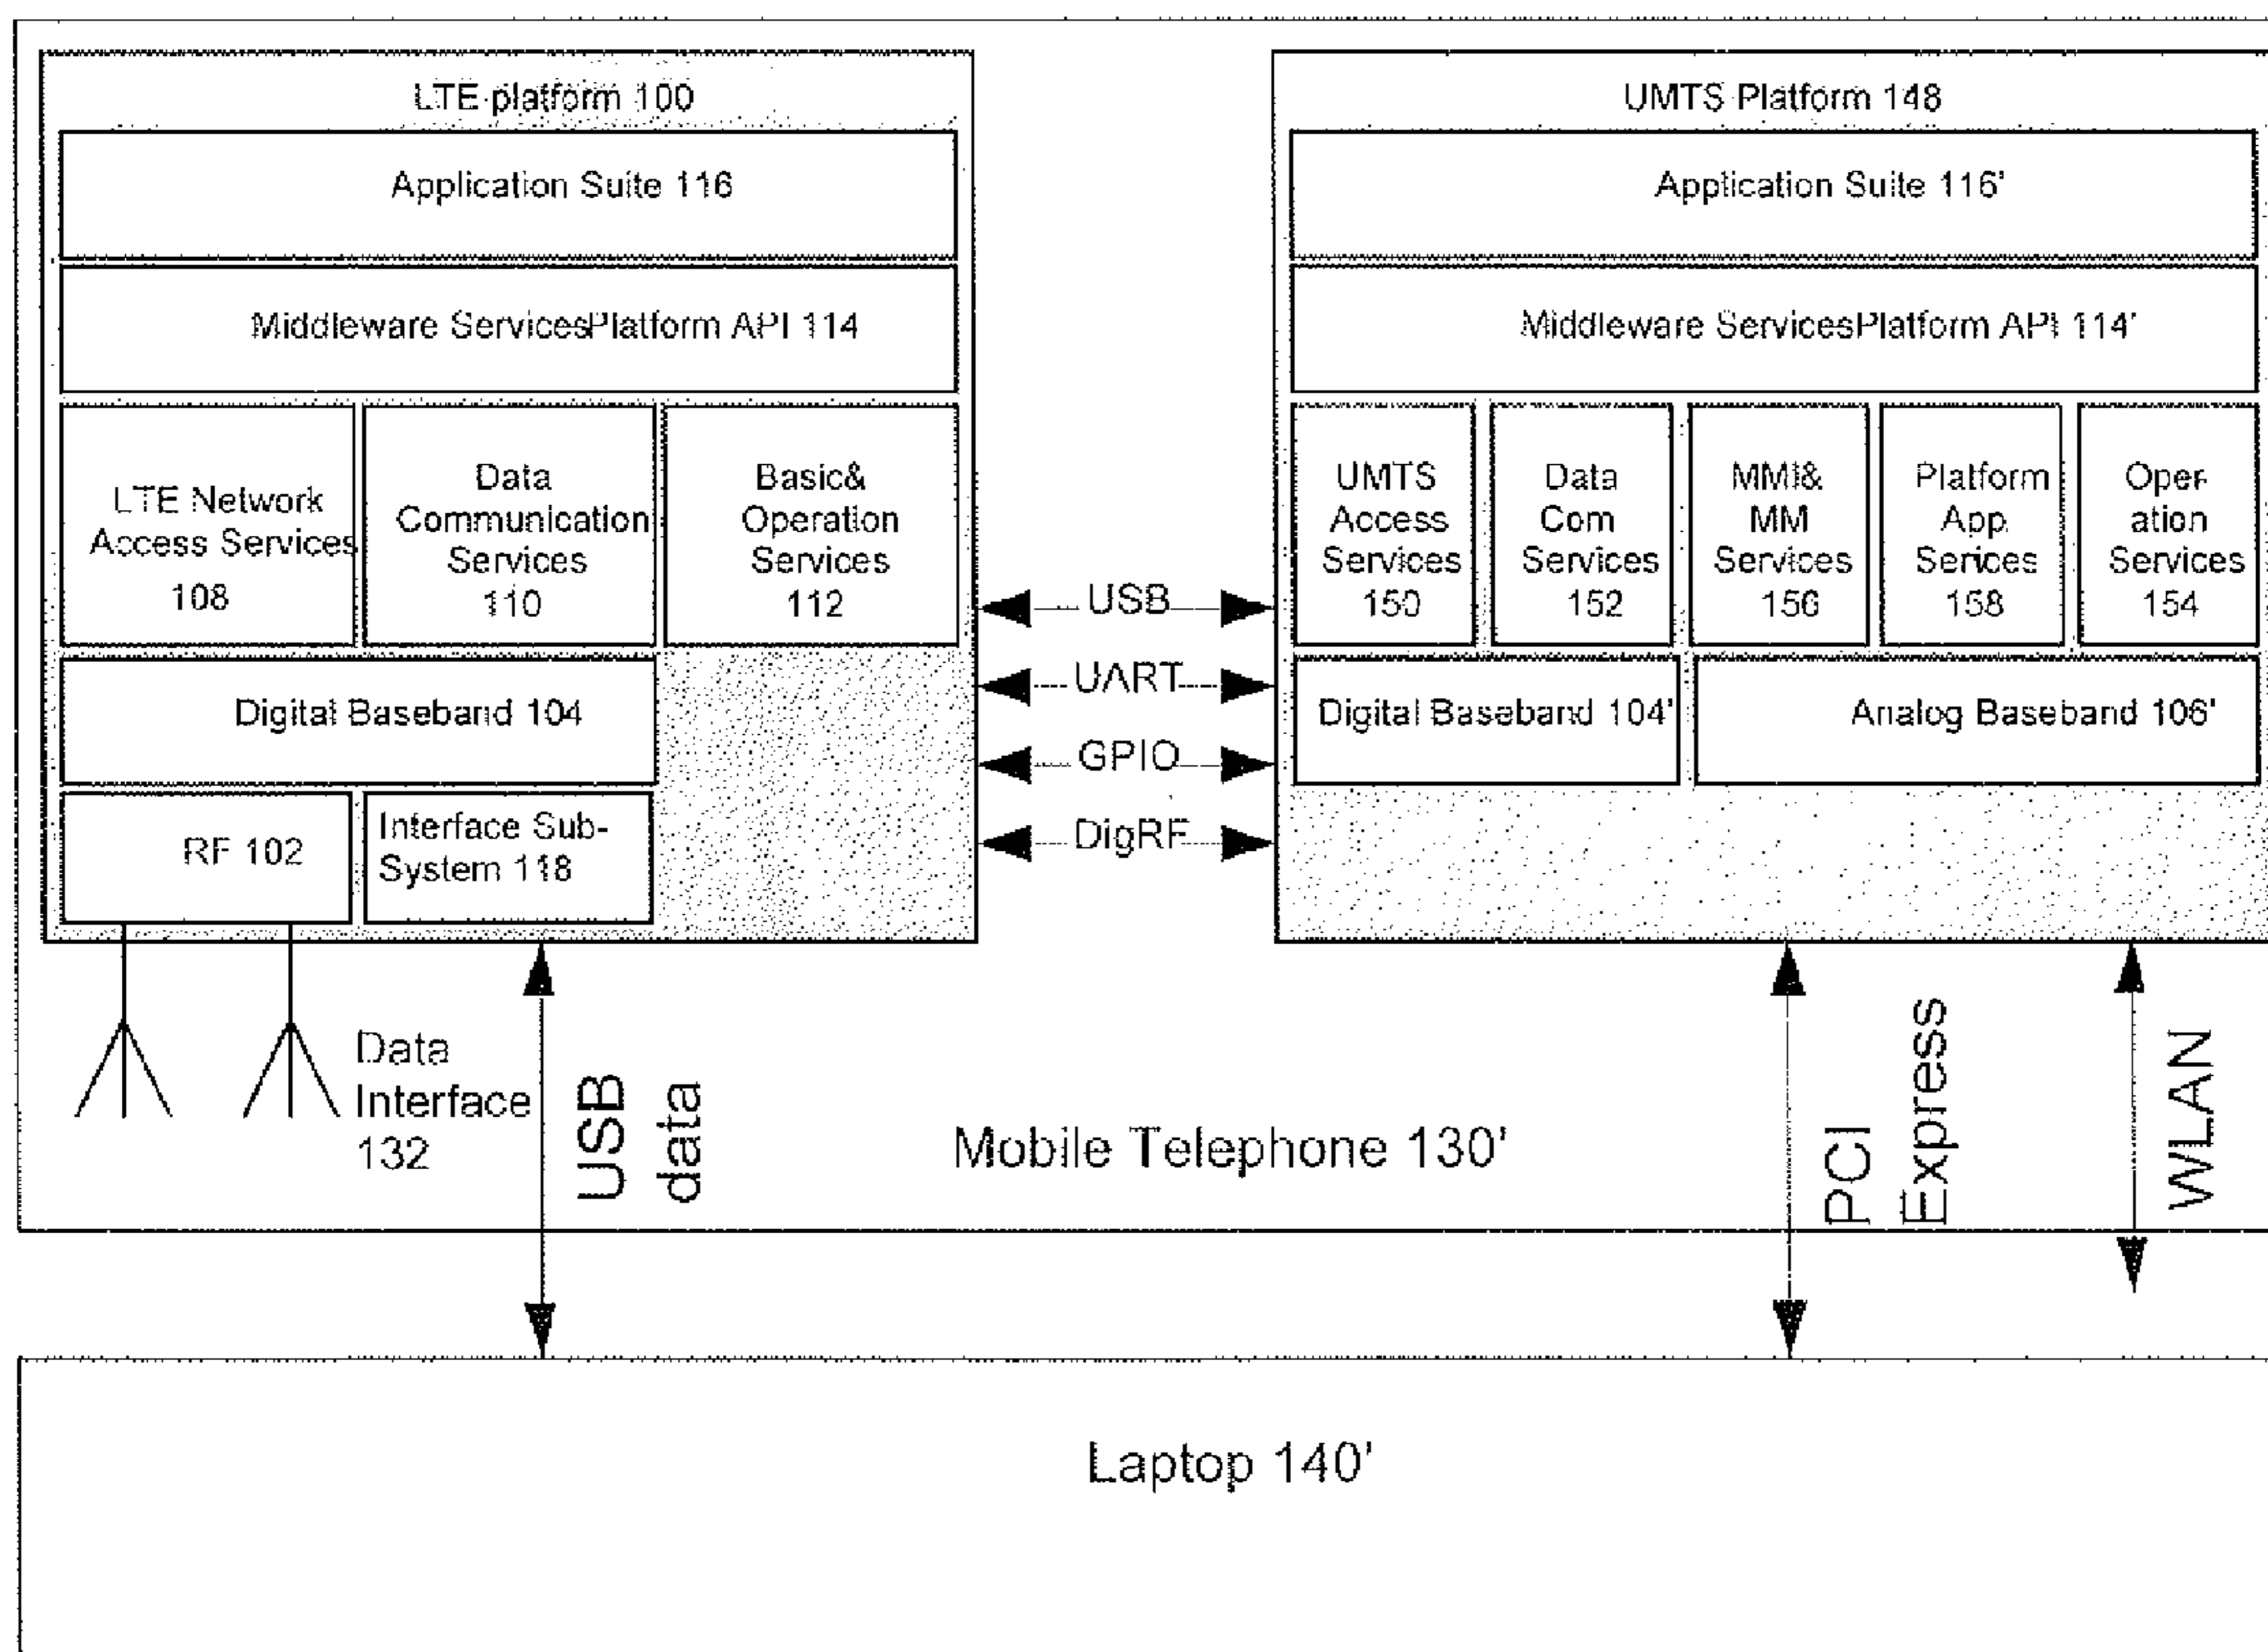 LTE platform 100
Application Suite 116
Middleware ServicesPlatform API 114
LTE Network
Access Services
108
Data
Communication
Services
110
Basic&
Operation
Services
112
Digital Baseband 104
RF 102
Interface Sub-
System 118
USB
UART
GPIO
DigRF
UMTS Platform 148
Application Suite 116'
Middleware ServicesPlatform API 114'
UMTS
Access
Services
150
Data
Com
Services
152
MMI&
MM
Services
156
Platform
App.
Serices
158
Oper-
ation
Services
154
Digital Baseband 104'
Analog Baseband 106'
Data
Interface
132
USB
data
Mobile Telephone 130'
PCI
Express
WLAN
Laptop 140'